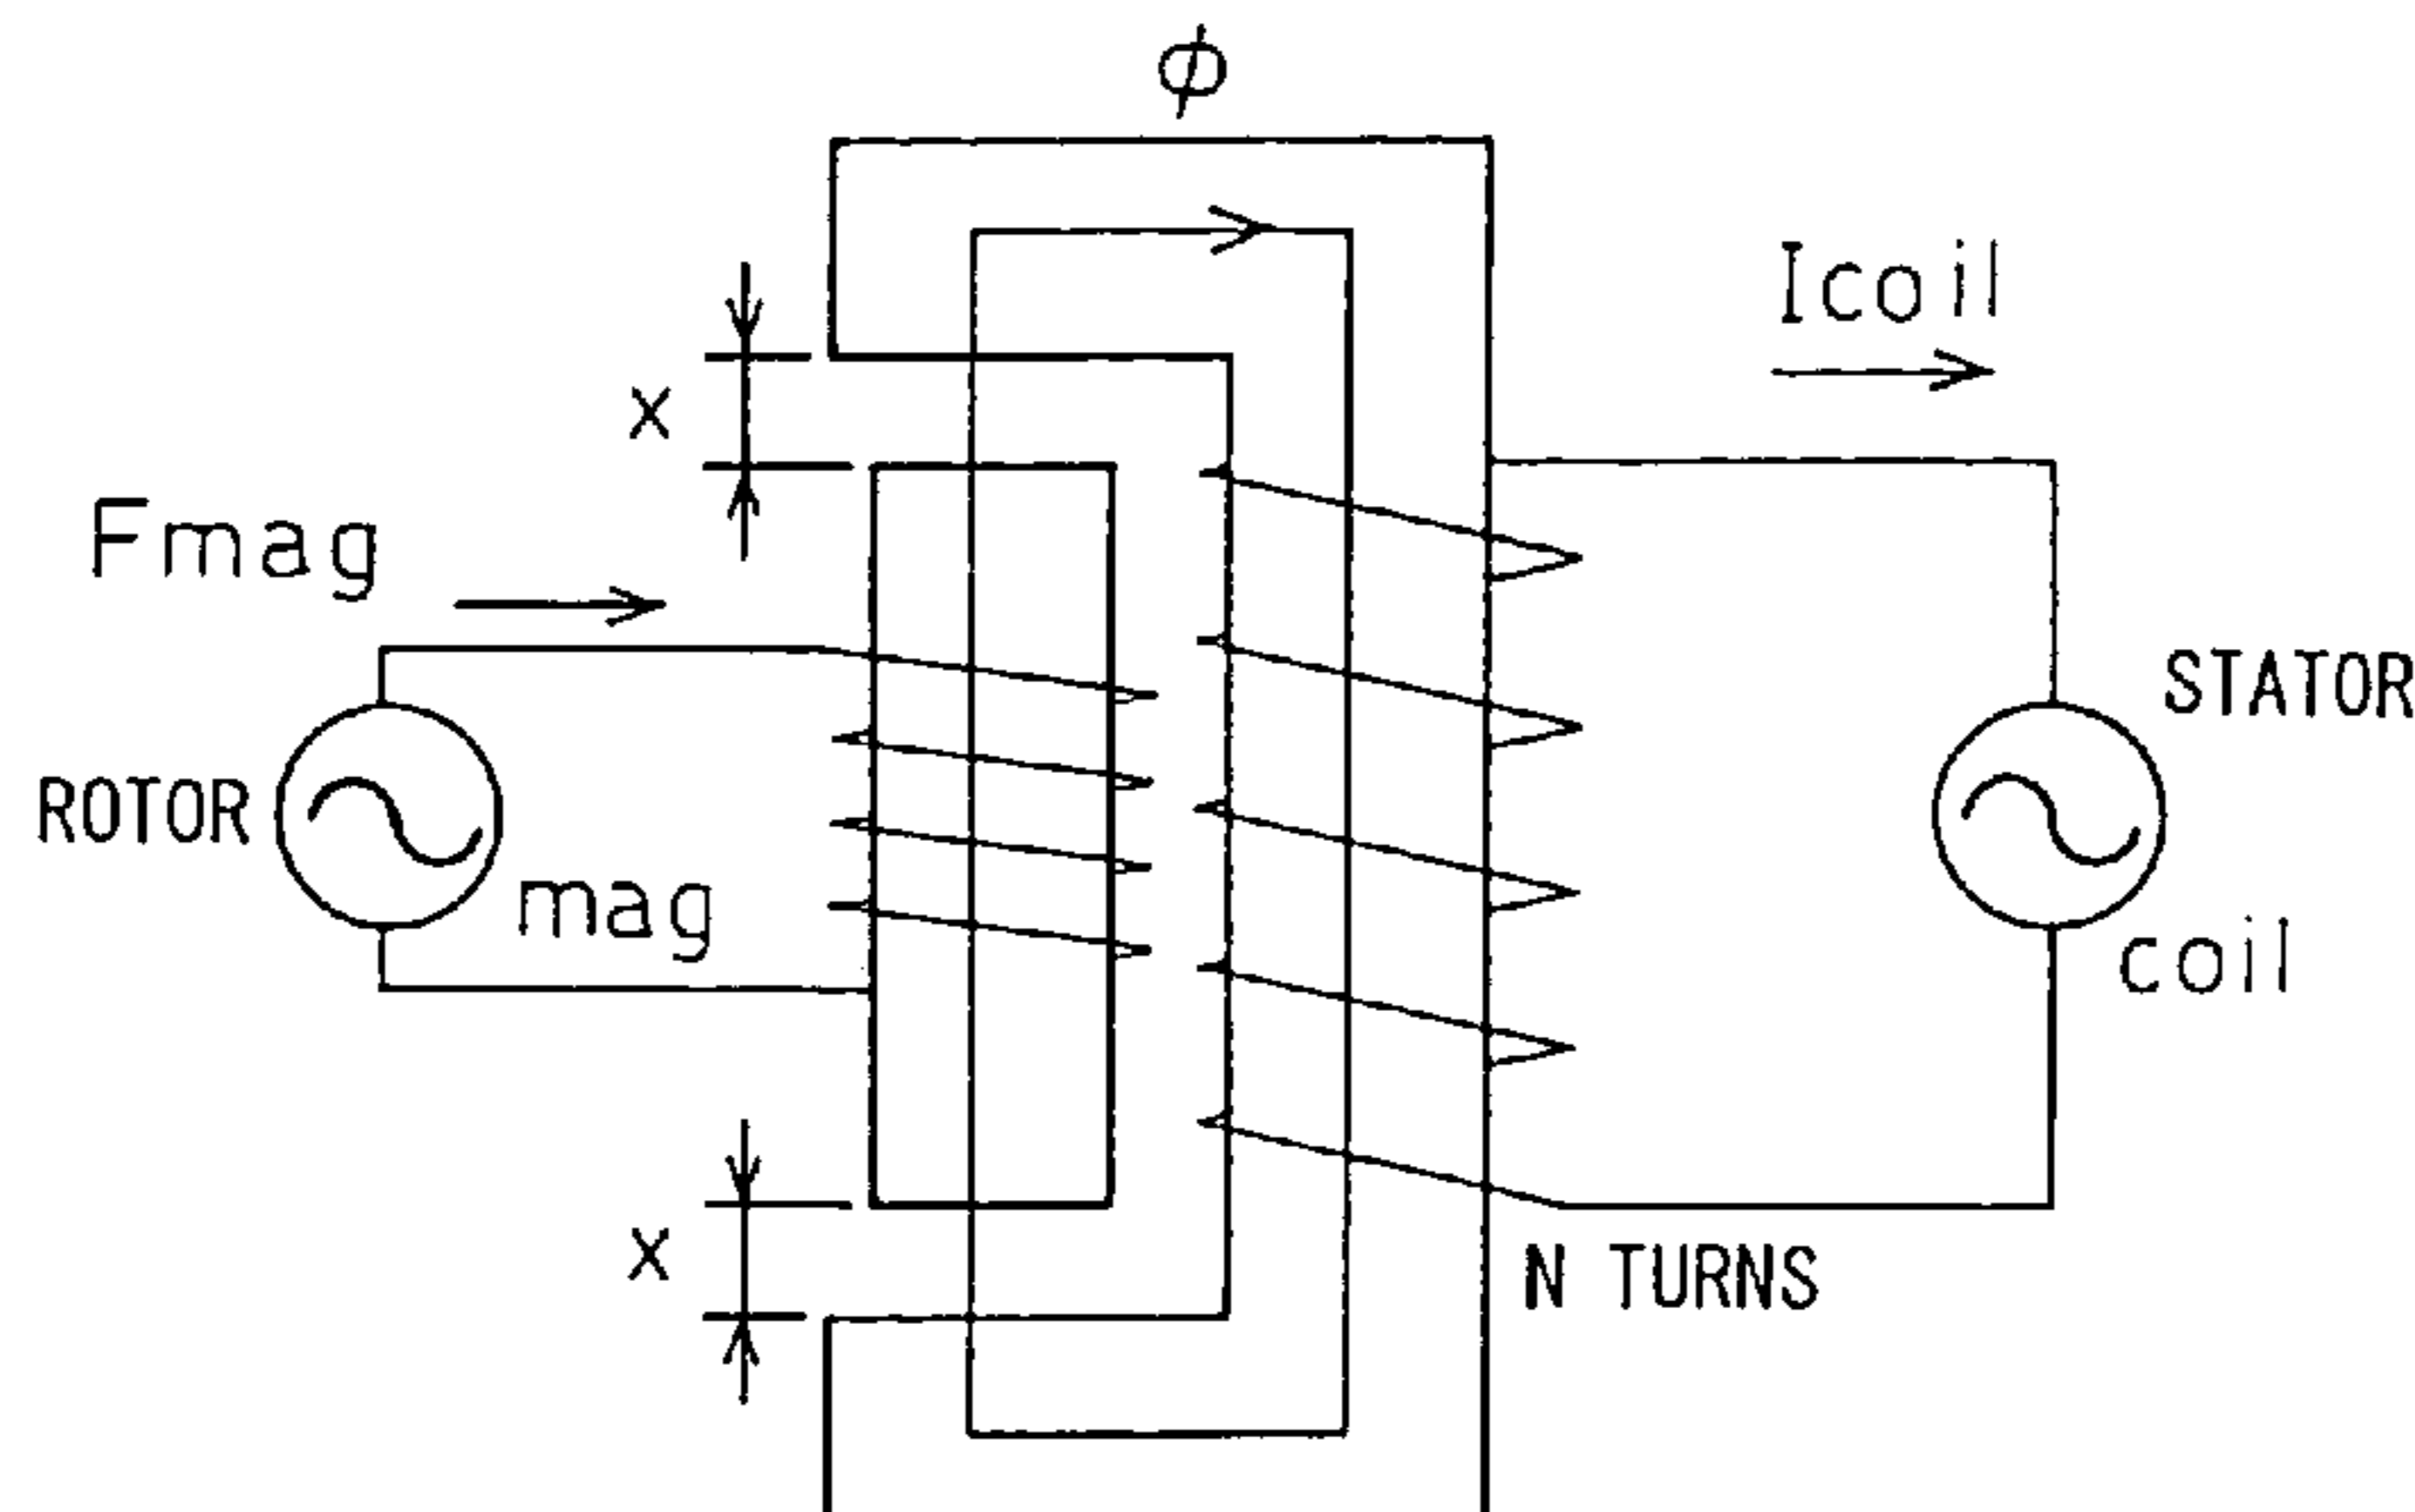 ϕ
Icoil
x
Fmag
STATOR
ROTOR
mag
coil
x
N TURNS